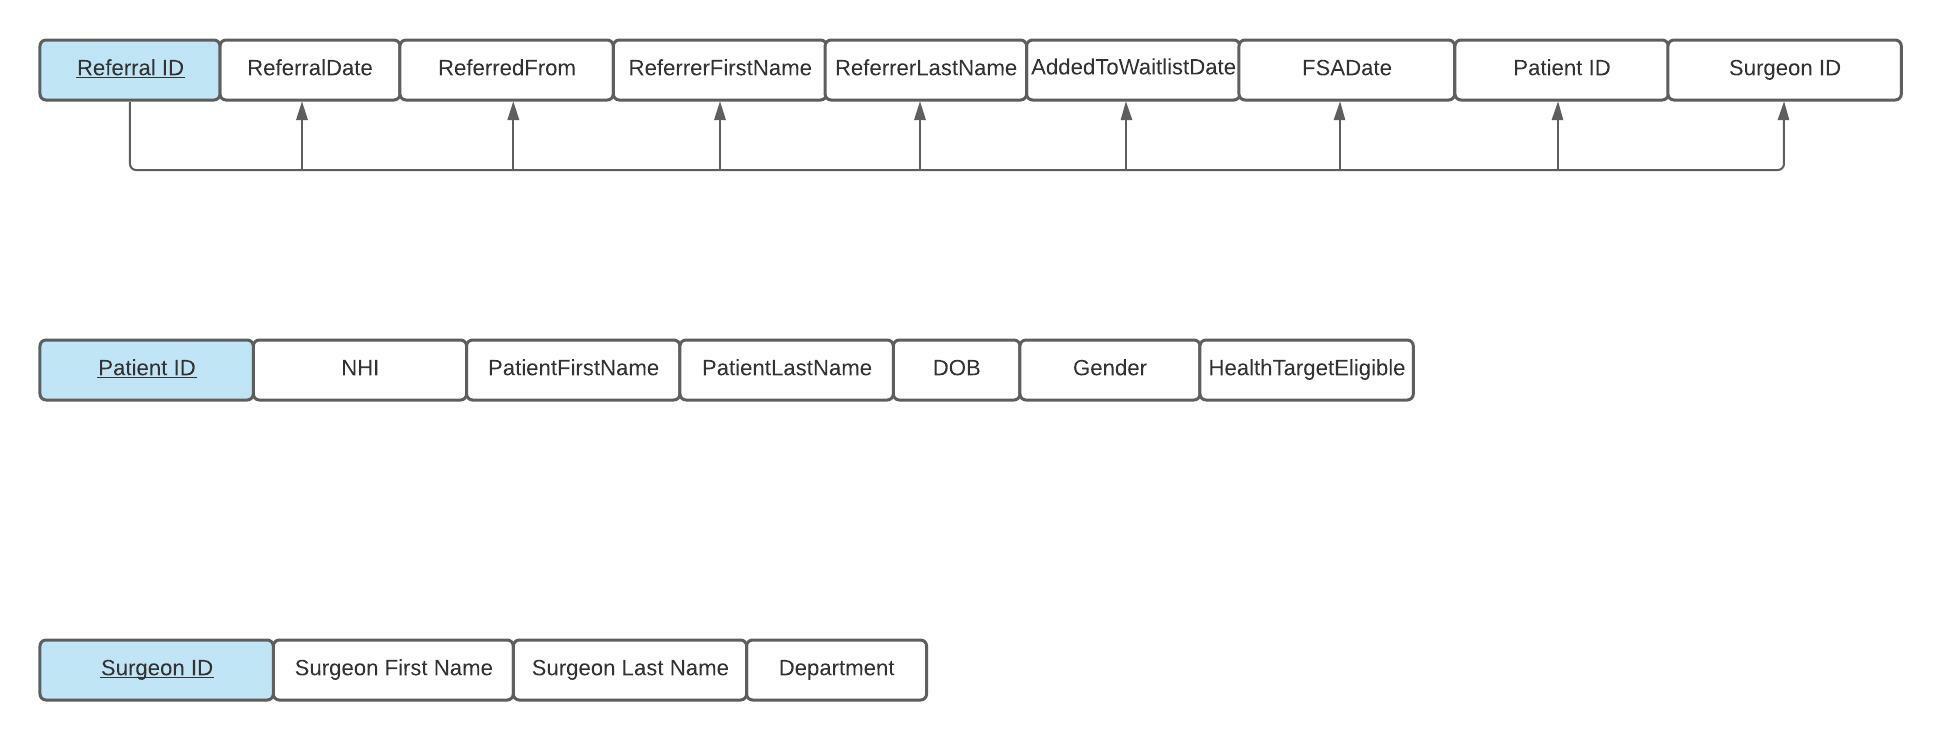 Referral ID ReferralDate ReferredFrom ReferrerFirstName ReferrerLastName AddedToWaitlistDate FSADate Patient ID Surgeon ID
Patient ID NHI PatientFirstName PatientLastName DOB Gender HealthTargetEligible
Surgeon ID Surgeon First Name Surgeon Last Name Department